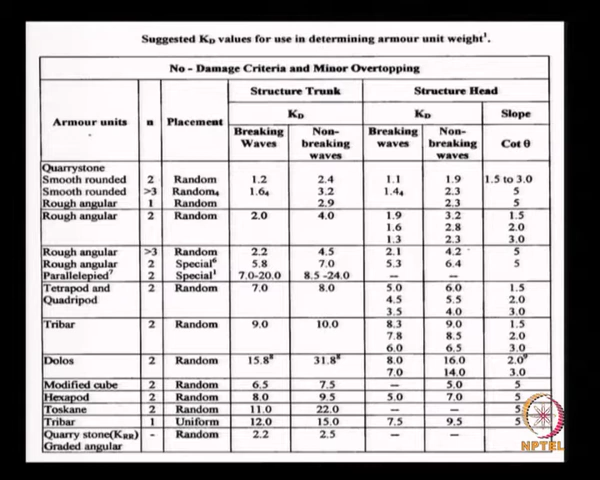 Suggested K_D values for use in determining armour unit weight¹.
No - Damage Criteria and Minor Overtopping
Armour units n Placement Structure Trunk Structure Head
K_D K_D Slope
Breaking Waves Non-breaking waves Breaking waves Non-breaking waves Cot θ
Quarrystone
Smooth rounded 2 Random 1.2 2.4 1.1 1.9 1.5 to 3.0
Smooth rounded >3 Random₄ 1.6₄ 3.2 1.4₄ 2.3 5
Rough angular 1 Random 2.9 2.3 5
Rough angular 2 Random 2.0 4.0 1.9 3.2 1.5
1.6 2.8 2.0
1.3 2.3 3.0
Rough angular >3 Random 2.2 4.5 2.1 4.2 5
Rough angular 2 Special⁶ 5.8 7.0 5.3 6.4 5
Parallelepied⁷ 2 Special¹ 7.0-20.0 8.5 -24.0 – –
Tetrapod and 2 Random 7.0 8.0 5.0 6.0 1.5
Quadripod 4.5 5.5 2.0
3.5 4.0 3.0
Tribar 2 Random 9.0 10.0 8.3 9.0 1.5
7.8 8.5 2.0
6.0 6.5 3.0
Dolos 2 Random 15.8⁸ 31.8⁸ 8.0 16.0 2.0⁹
7.0 14.0 3.0
Modified cube 2 Random 6.5 7.5 – 5.0 5
Hexapod 2 Random 8.0 9.5 5.0 7.0 5
Toskane 2 Random 11.0 22.0 – – 5
Tribar 1 Uniform 12.0 15.0 7.5 9.5 5
Quarry stone(K_RR) - Random 2.2 2.5 – –
Graded angular
NPTEL